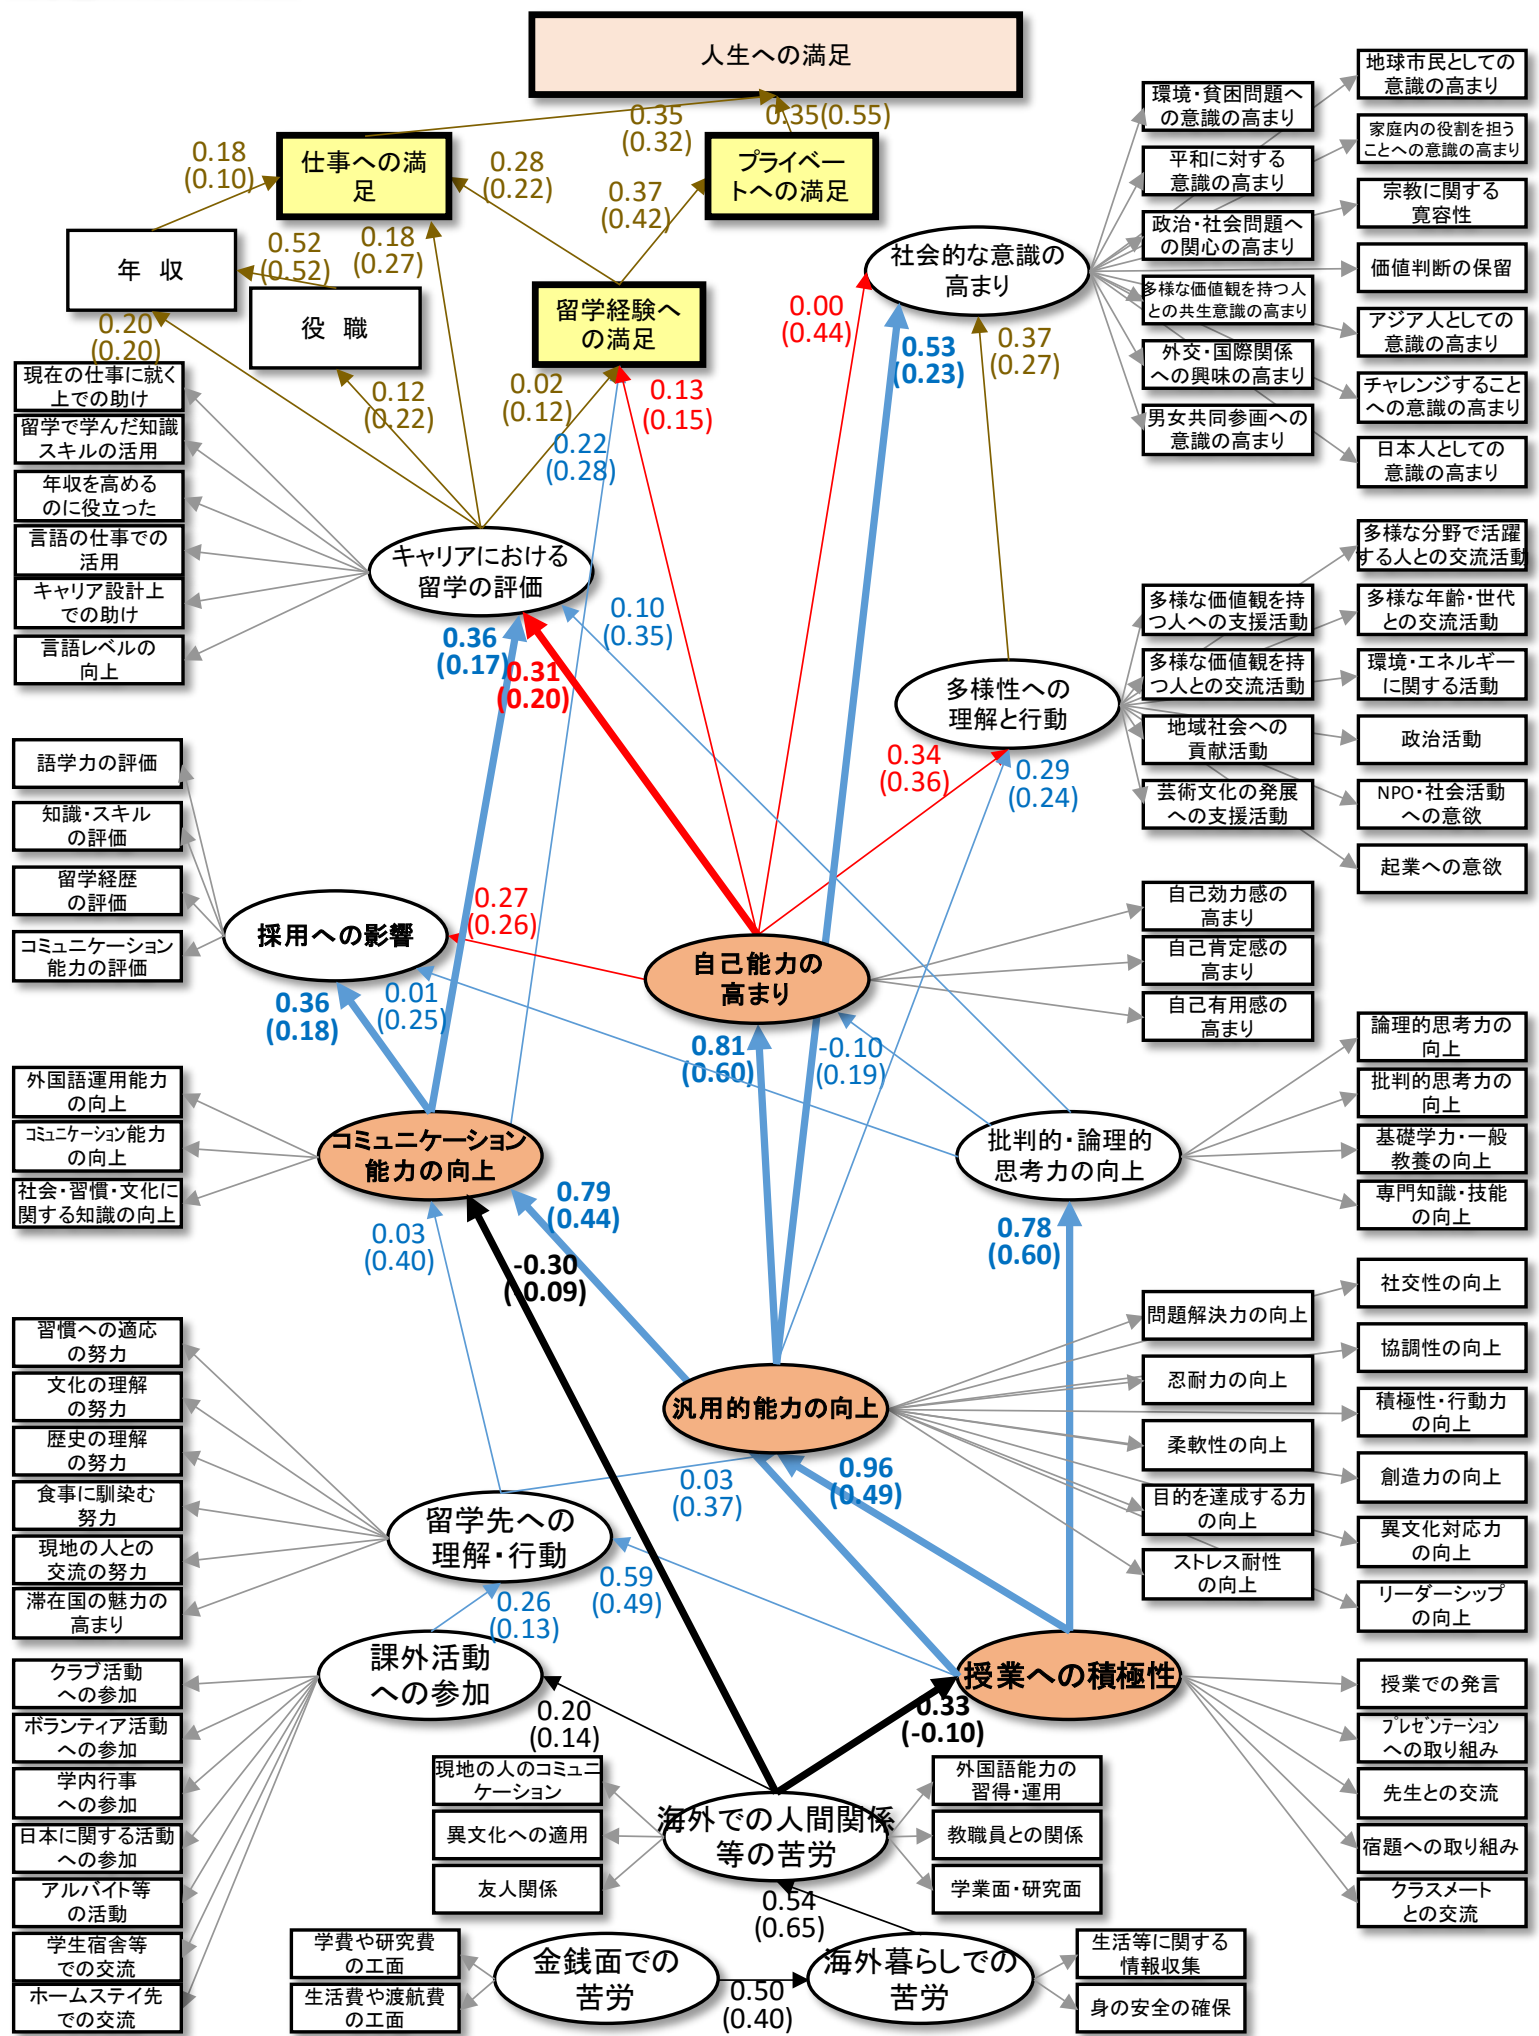 人生への満足
0.35
(0.32)
0.35(0.55)
仕事への満
足
プライベー
トへの満足
0.18
(0.10)
0.28
(0.22)
0.37
(0.42)
年 収
0.52
(0.52)
0.18
(0.27)
役 職
留学経験へ
の満足
0.20
(0.20)
0.12
(0.22)
0.02
(0.12)
0.13
(0.15)
0.22
(0.28)
社会的な意識の
高まり
0.00
(0.44)
0.53
(0.23)
0.37
(0.27)
環境・貧困問題へ
の意識の高まり
平和に対する
意識の高まり
政治・社会問題へ
の関心の高まり
多様な価値観を持つ人
との共生意識の高まり
外交・国際関係
への興味の高まり
男女共同参画への
意識の高まり
地球市民としての
意識の高まり
家庭内の役割を担う
ことへの意識の高まり
宗教に関する
寛容性
価値判断の保留
アジア人としての
意識の高まり
チャレンジすること
への意識の高まり
日本人としての
意識の高まり
現在の仕事に就く
上での助け
留学で学んだ知識
スキルの活用
年収を高める
のに役立った
言語の仕事での
活用
キャリア設計上
での助け
言語レベルの
向上
キャリアにおける
留学の評価
0.36
(0.17)
0.31
(0.20)
0.10
(0.35)
多様性への
理解と行動
0.34
(0.36)
0.29
(0.24)
多様な価値観を持
つ人への支援活動
多様な価値観を持
つ人との交流活動
地域社会への
貢献活動
芸術文化の発展
への支援活動
多様な分野で活躍
する人との交流活動
多様な年齢・世代
との交流活動
環境・エネルギー
に関する活動
政治活動
NPO・社会活動
への意欲
起業への意欲
語学力の評価
知識・スキル
の評価
留学経歴
の評価
コミュニケーション
能力の評価
採用への影響
0.27
(0.26)
0.36
(0.18)
0.01
(0.25)
自己能力の
高まり
自己効力感の
高まり
自己肯定感の
高まり
自己有用感の
高まり
0.81
(0.60)
-0.10
(0.19)
外国語運用能力
の向上
コミュニケーション能力
の向上
社会・習慣・文化に
関する知識の向上
コミュニケーション
能力の向上
批判的・論理的
思考力の向上
論理的思考力の
向上
批判的思考力の
向上
基礎学力・一般
教養の向上
専門知識・技能
の向上
0.03
(0.40)
0.79
(0.44)
-0.30
(-0.09)
0.78
(0.60)
汎用的能力の向上
問題解決力の向上
忍耐力の向上
柔軟性の向上
目的を達成する力
の向上
ストレス耐性
の向上
社交性の向上
協調性の向上
積極性・行動力
の向上
創造力の向上
異文化対応力
の向上
リーダーシップ
の向上
習慣への適応
の努力
文化の理解
の努力
歴史の理解
の努力
食事に馴染む
努力
現地の人との
交流の努力
滞在国の魅力の
高まり
0.03
(0.37)
0.96
(0.49)
留学先への
理解・行動
0.59
(0.49)
0.26
(0.13)
課外活動
への参加
授業への積極性
0.20
(0.14)
0.33
(-0.10)
クラブ活動
への参加
ボランティア活動
への参加
学内行事
への参加
日本に関する活動
への参加
アルバイト等
の活動
学生宿舎等
での交流
ホームステイ先
での交流
授業での発言
プレゼンテーション
への取り組み
先生との交流
宿題への取り組み
クラスメート
との交流
現地の人のコミュニ
ケーション
異文化への適用
友人関係
海外での人間関係
等の苦労
外国語能力の
習得・運用
教職員との関係
学業面・研究面
0.54
(0.65)
学費や研究費
の工面
生活費や渡航費
の工面
金銭面での
苦労
0.50
(0.40)
海外暮らしでの
苦労
生活等に関する
情報収集
身の安全の確保